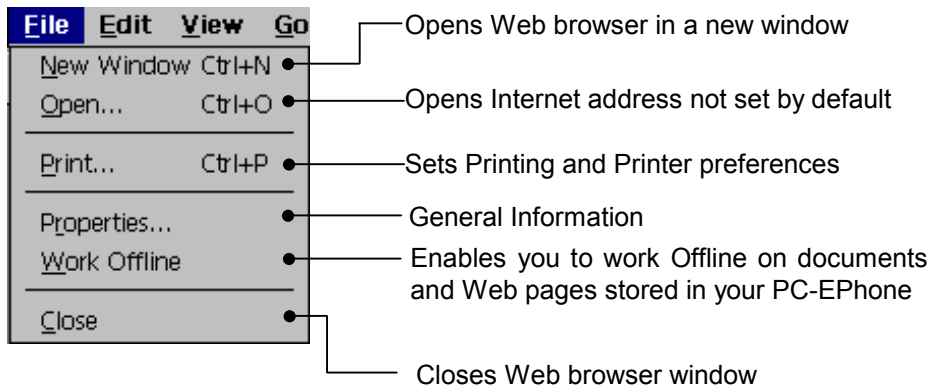 File Edit View Go
Opens Web browser in a new window
New Window Ctrl+N
Open... Ctrl+O
Opens Internet address not set by default
Print... Ctrl+P
Sets Printing and Printer preferences
Properties...
General Information
Work Offline
Enables you to work Offline on documents
and Web pages stored in your PC-EPhone
Close
Closes Web browser window